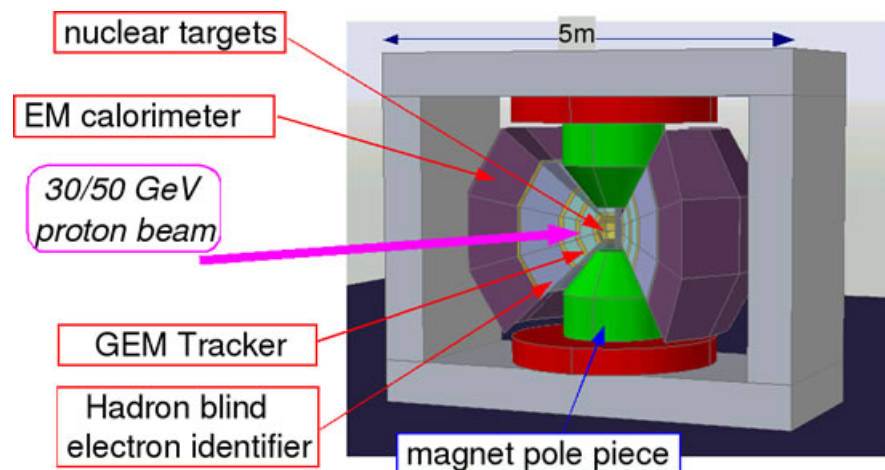 nuclear targets
5m
EM calorimeter
30/50 GeV
proton beam
GEM Tracker
Hadron blind
electron identifier
magnet pole piece